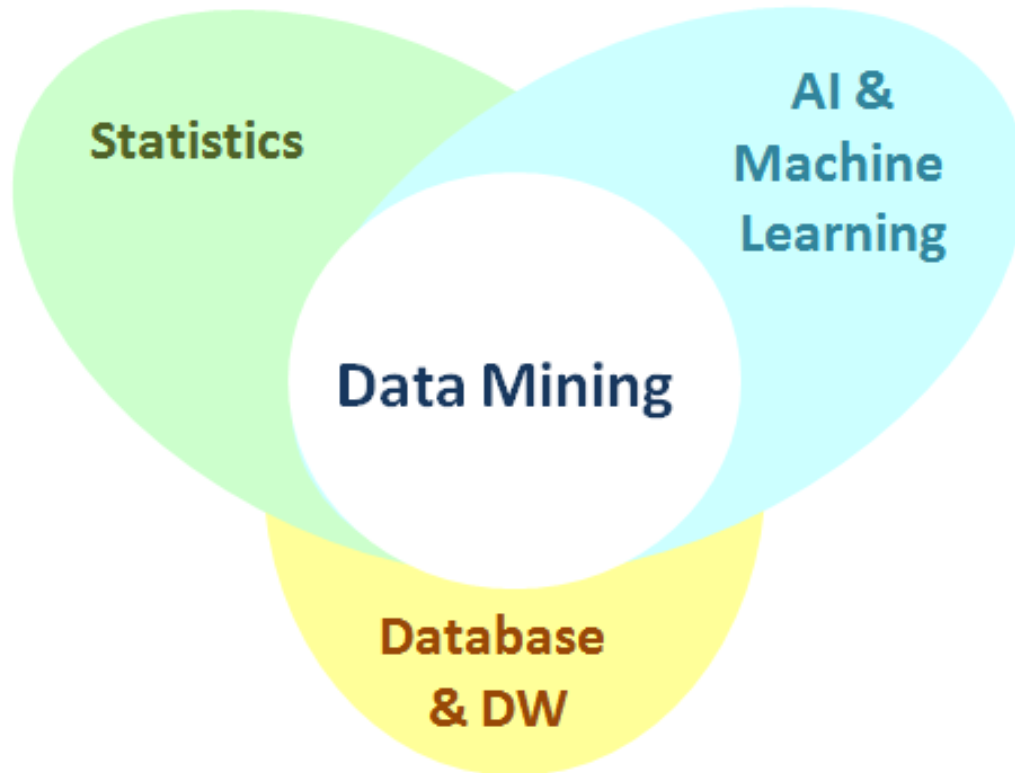 Statistics
AI &
Machine
Learning
Data Mining
Database
& DW